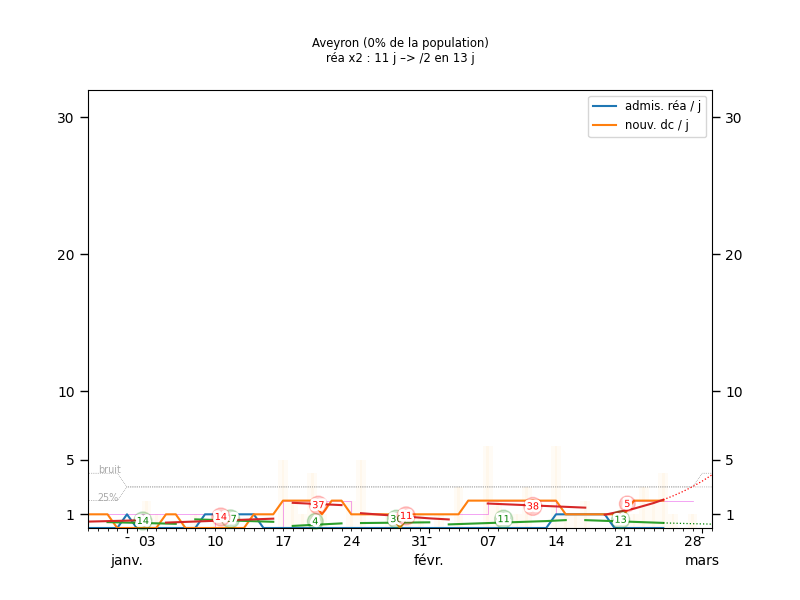 Aveyron (0% de la population)
réa x2 : 11 j –> /2 en 13 j
admis. réa / j
nouv. dc / j
30 30
20 20
10 10
5 5
1 1
bruit
25%
14 14 7 37 4 11 11 38 5 13
- 03 10 17 24 31- 07 14 21 28-
janv. févr. mars